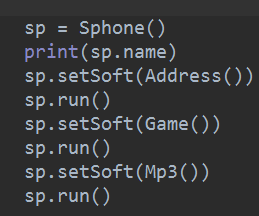 sp = Sphone()
print(sp.name)
sp.setSoft(Address())
sp.run()
sp.setSoft(Game())
sp.run()
sp.setSoft(Mp3())
sp.run()